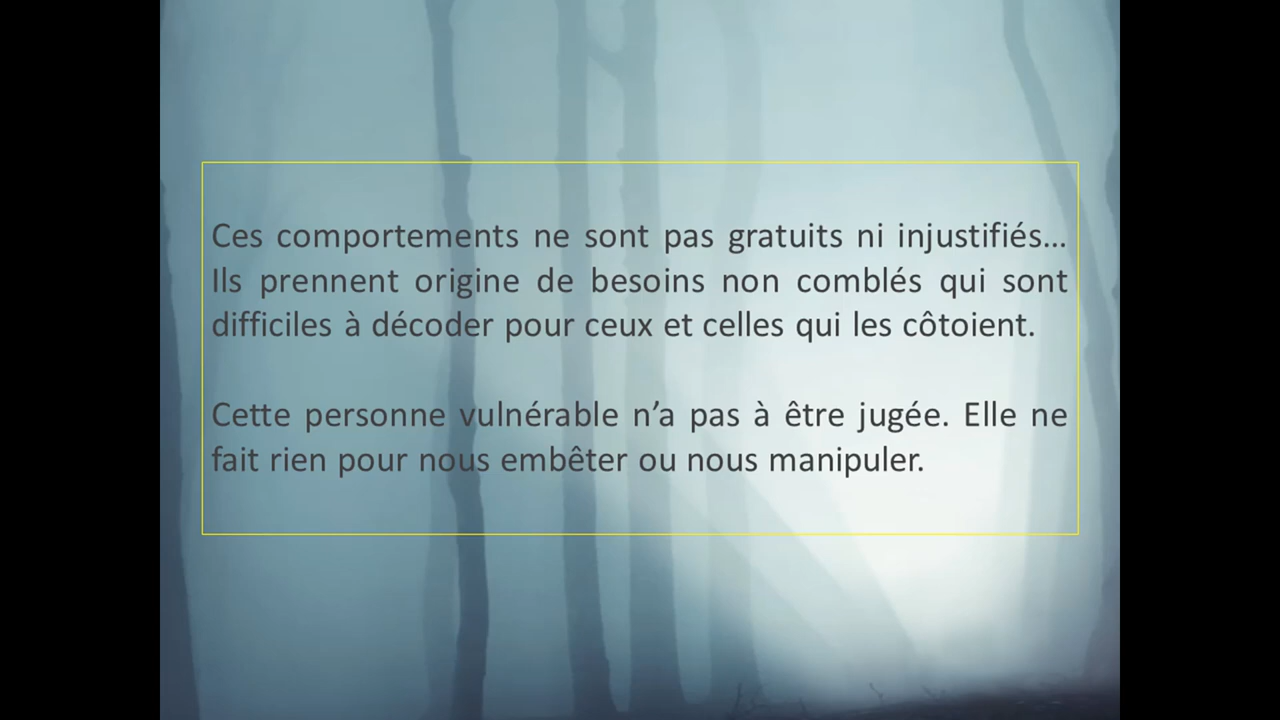 Ces comportements ne sont pas gratuits ni injustifiés…
Ils prennent origine de besoins non comblés qui sont
difficiles à décoder pour ceux et celles qui les côtoient.
Cette personne vulnérable n’a pas à être jugée. Elle ne
fait rien pour nous embêter ou nous manipuler.